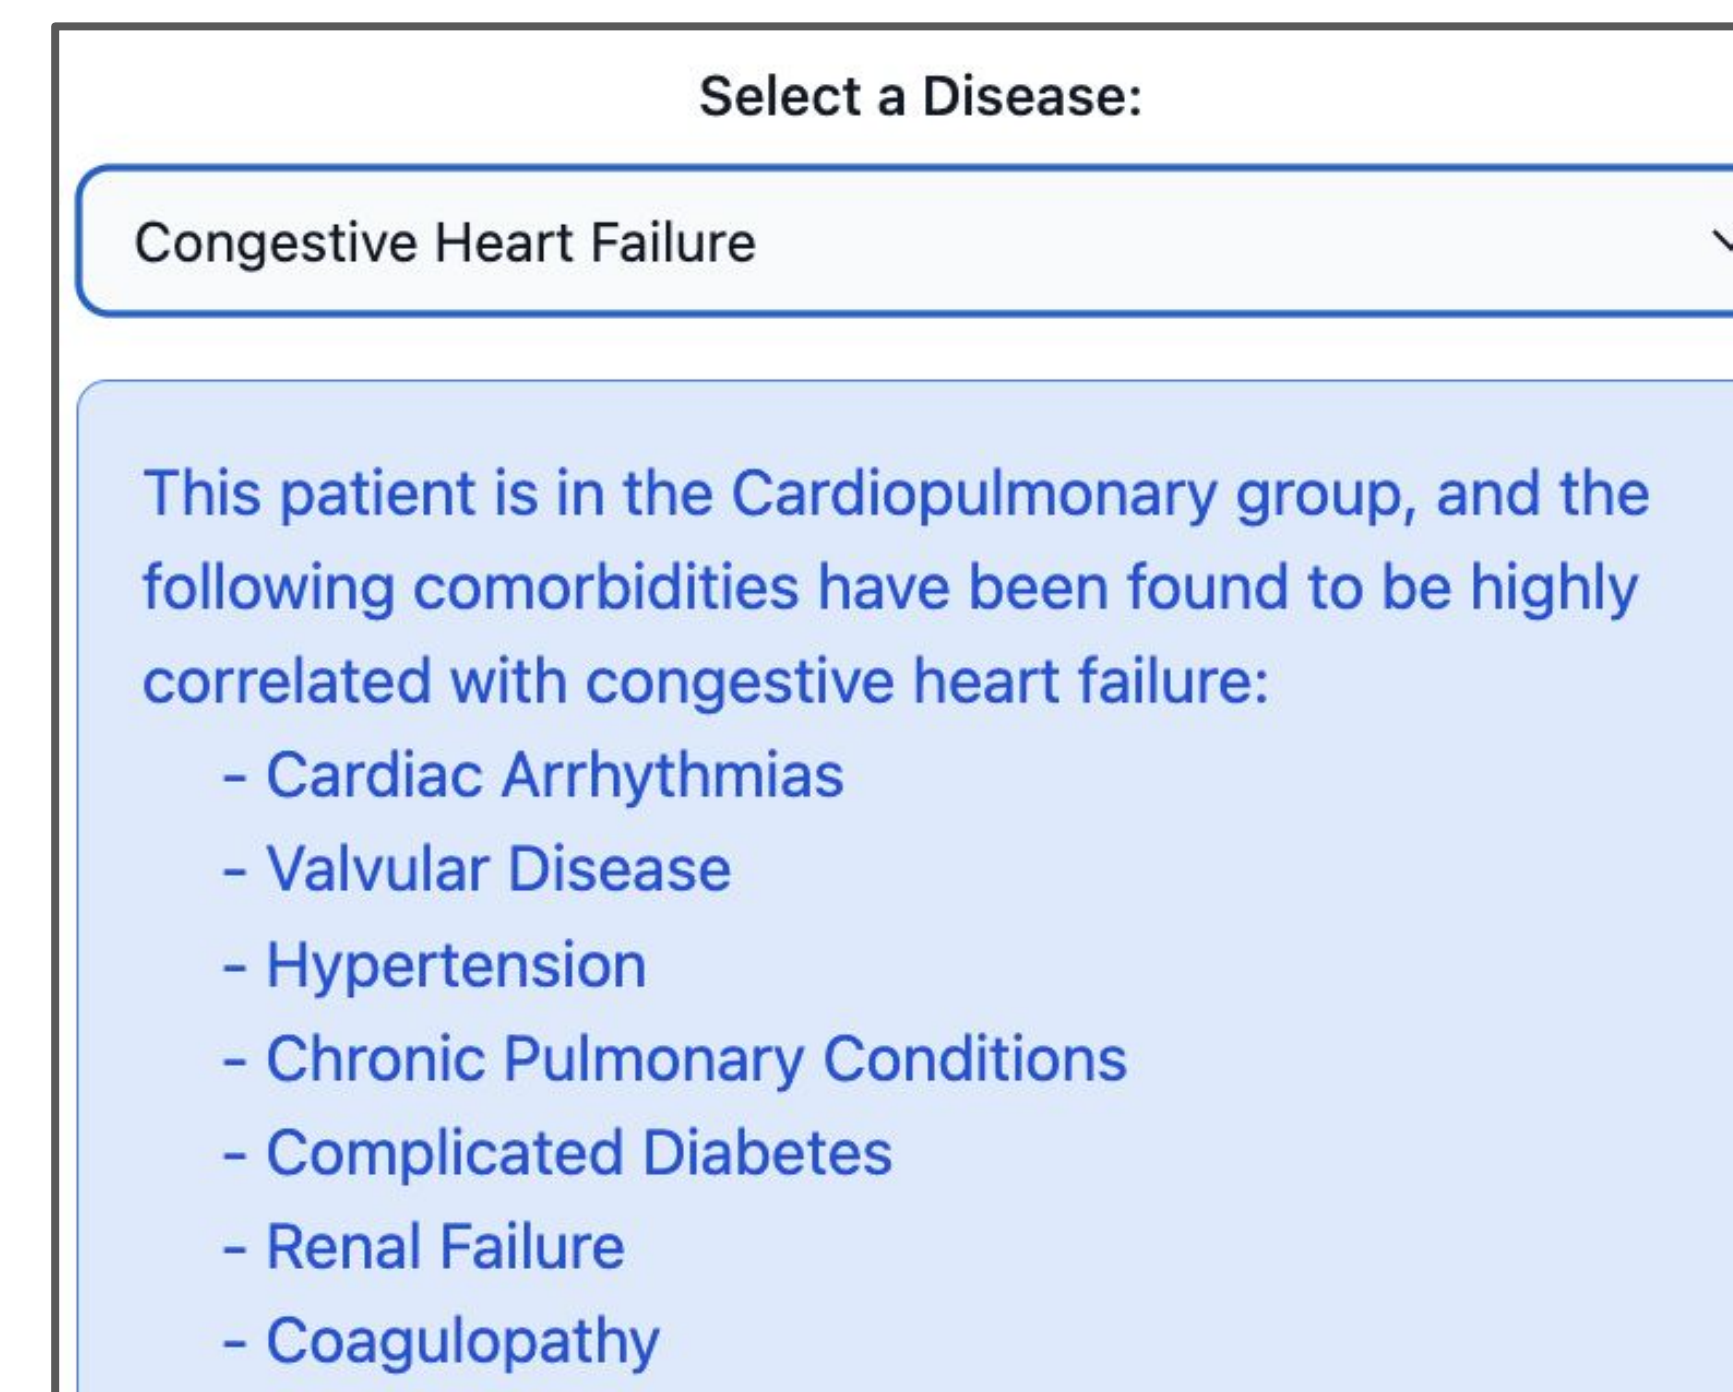 Select a Disease:
Congestive Heart Failure
This patient is in the Cardiopulmonary group, and the
following comorbidities have been found to be highly
correlated with congestive heart failure:
- Cardiac Arrhythmias
- Valvular Disease
- Hypertension
- Chronic Pulmonary Conditions
- Complicated Diabetes
- Renal Failure
- Coagulopathy